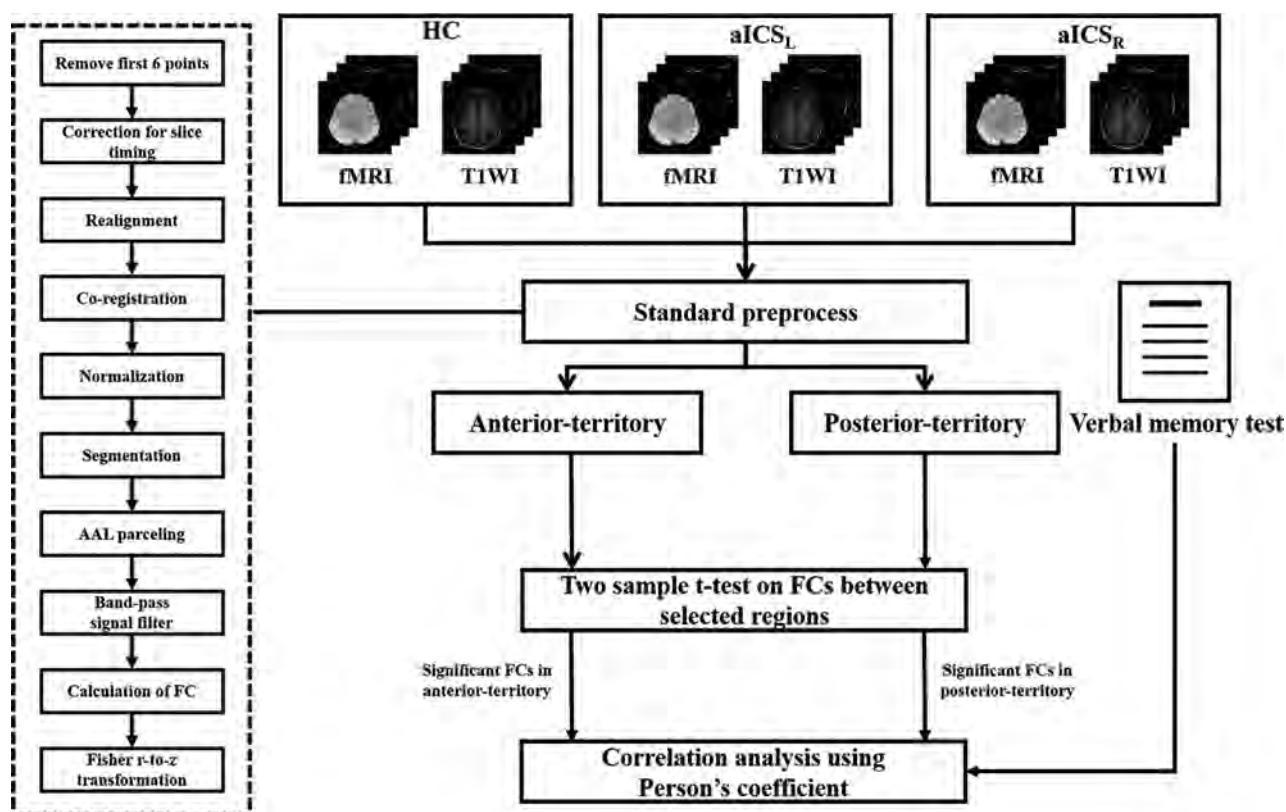 Remove first 6 points
Correction for slice
timing
Realignment
Co-registration
Normalization
Segmentation
AAL parceling
Band-pass
signal filter
Calculation of FC
Fisher r-to-z
transformation
HC
fMRI
T1WI
aICSL
fMRI
T1WI
aICSR
fMRI
T1WI
Standard preprocess
Anterior-territory
Posterior-territory
Verbal memory test
Two sample t-test on FCs between
selected regions
Significant FCs in
anterior-territory
Significant FCs in
posterior-territory
Correlation analysis using
Person's coefficient